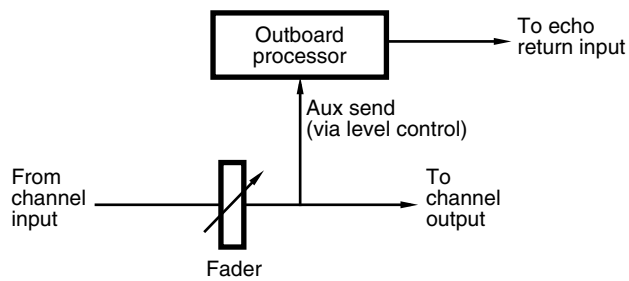 Outboard
processor
To echo
return input
Aux send
(via level control)
From
channel
input
To
channel
output
Fader